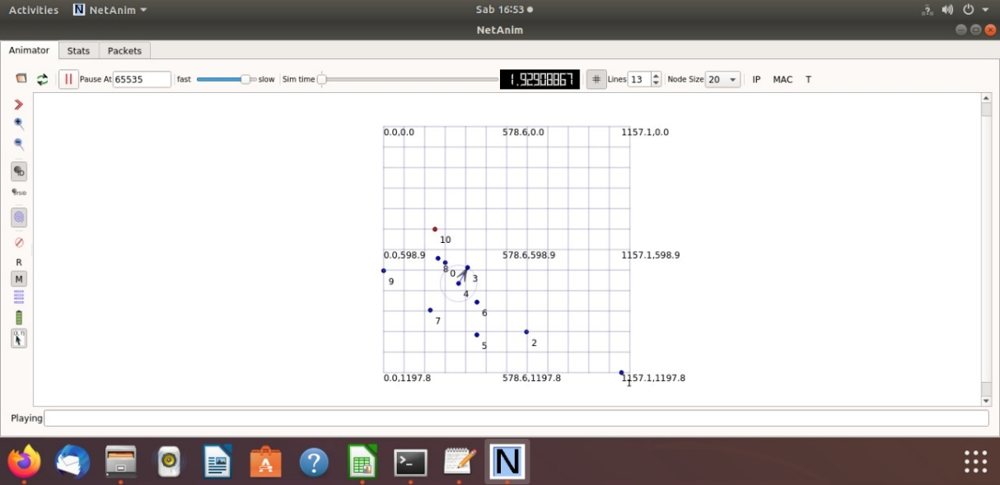 Activities NetAnim Sab 16:53
NetAnim
Animator Stats Packets
Pause At 65535 fast slow Sim time 1.92908867 # Lines 13 Node Size 20 IP MAC T
0.0,0.0 578.6,0.0 1157.1,0.0
10
0.0,598.9 578.6,598.9 1157.1,598.9
8 0 3
9
4
6
7
5 2
0.0,1197.8 578.6,1197.8 1157.1,1197.8
1
R
M
Playing